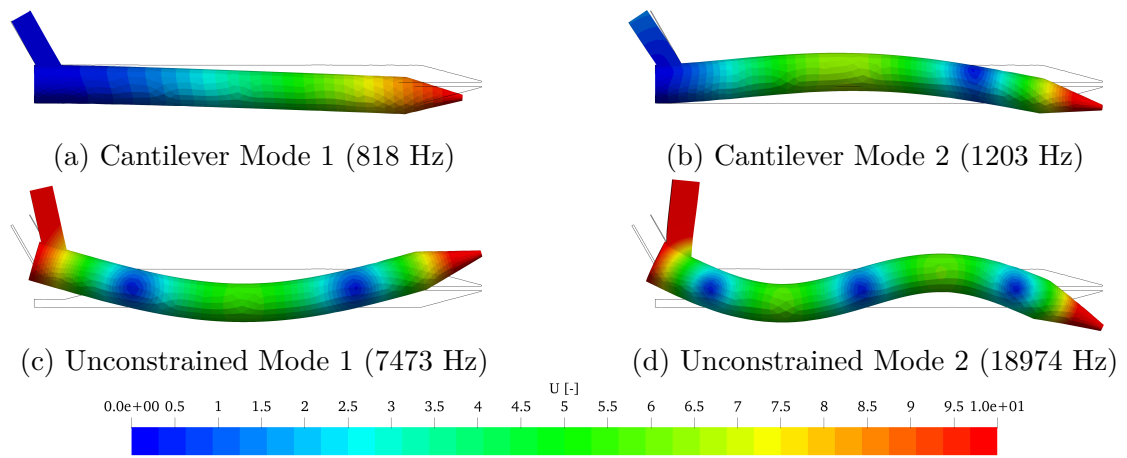 (a) Cantilever Mode 1 (818 Hz)
(b) Cantilever Mode 2 (1203 Hz)
(c) Unconstrained Mode 1 (7473 Hz)
(d) Unconstrained Mode 2 (18974 Hz)
U [-]
0.0e+00 0.5 1 1.5 2 2.5 3 3.5 4 4.5 5 5.5 6 6.5 7 7.5 8 8.5 9 9.5 1.0e+01